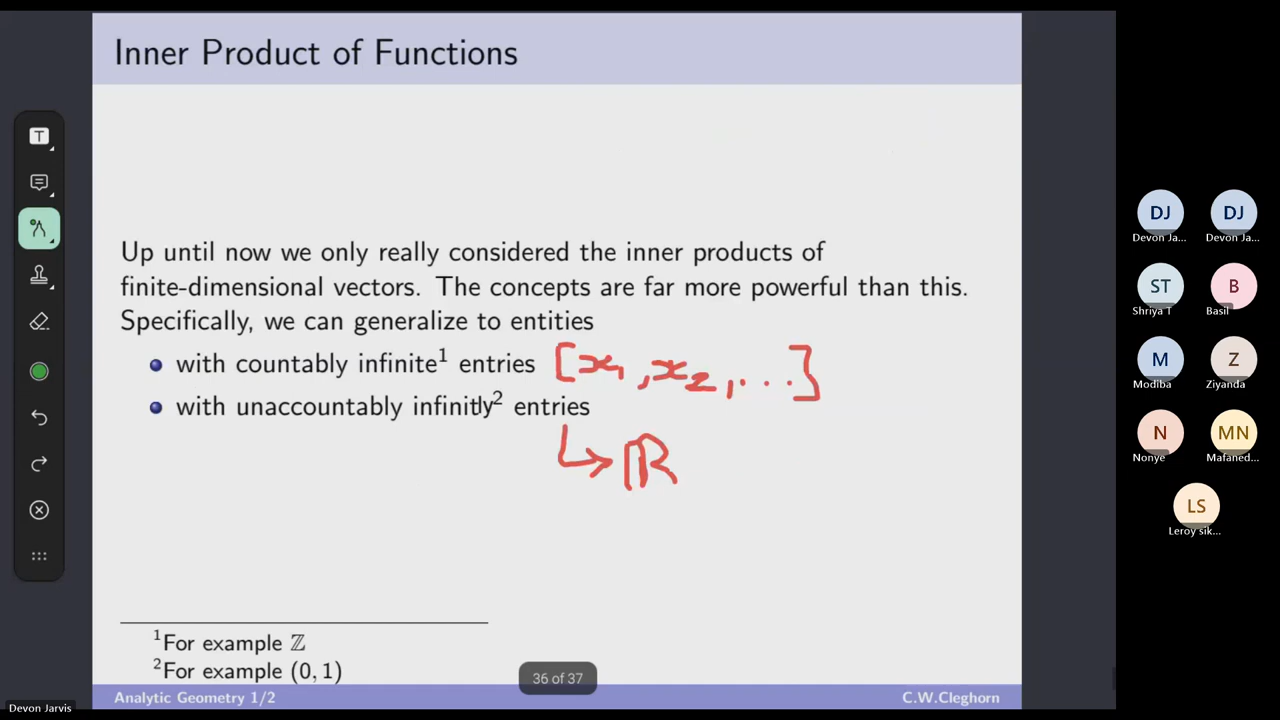 Inner Product of Functions
Up until now we only really considered the inner products of
finite-dimensional vectors. The concepts are far more powerful than this.
Specifically, we can generalize to entities
with countably infinite¹ entries [x₁, x₂, ...]
with unaccountably infinitly² entries
↳ ℝ
¹For example ℤ
²For example (0, 1)
36 of 37
Analytic Geometry 1/2 C.W.Cleghorn
Devon Jarvis
T
DJ DJ
Devon Ja... Devon Ja...
ST B
Shriya T Basil
M Z
Modiba Ziyanda
N MN
Nonye Mafaned...
LS
Leroy sik...